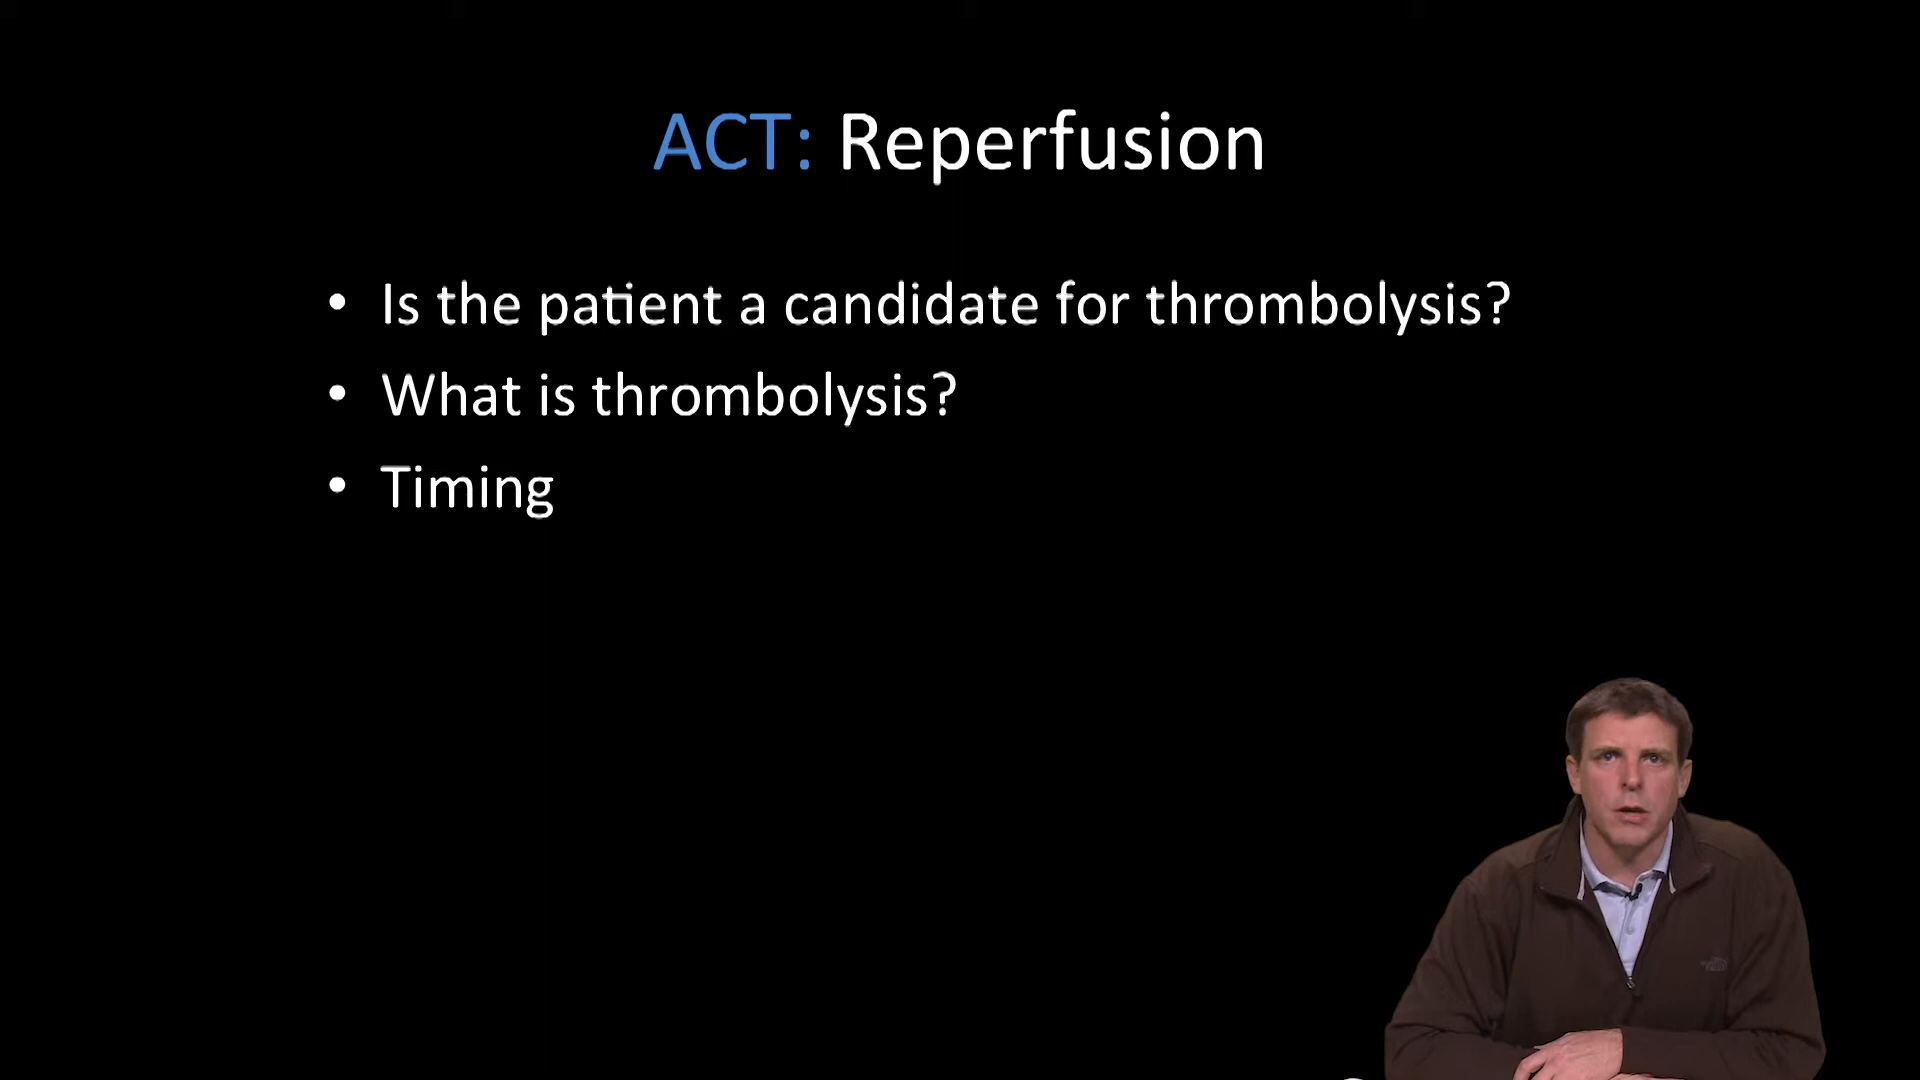 ACT: Reperfusion
• Is the patient a candidate for thrombolysis?
• What is thrombolysis?
• Timing